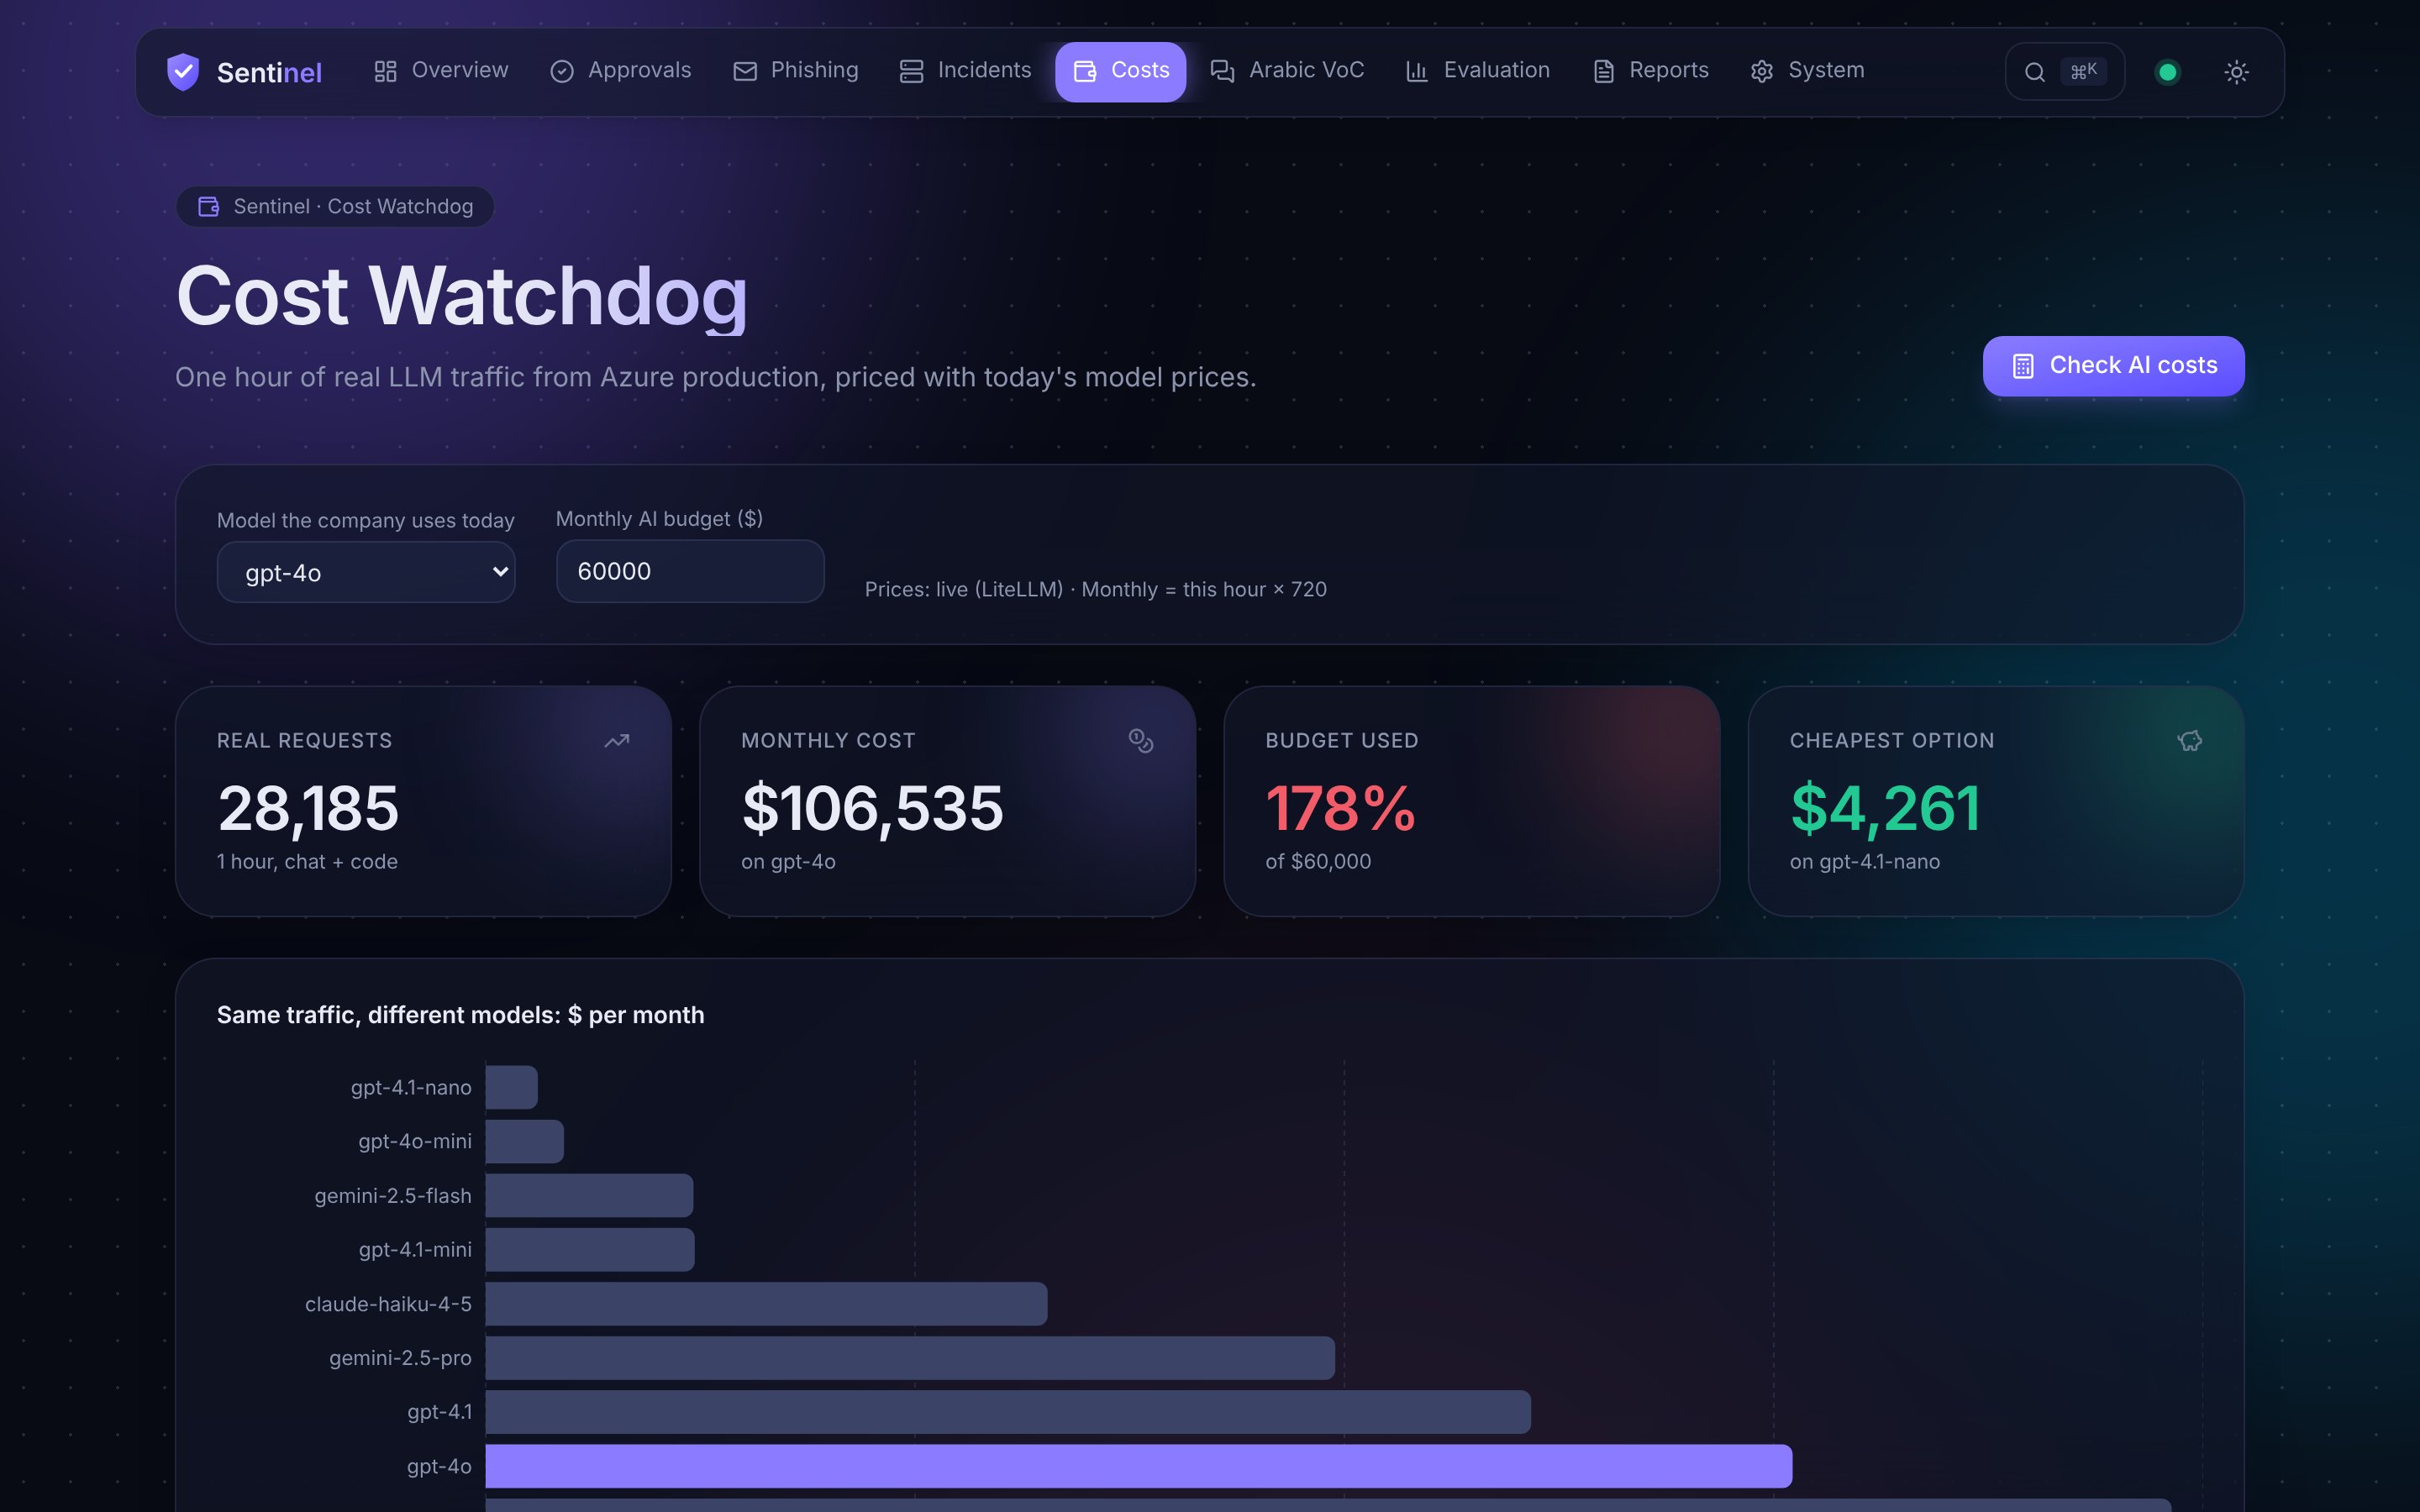 Sentinel Overview Approvals Phishing Incidents Costs Arabic VoC Evaluation Reports System ⌘K
Sentinel · Cost Watchdog
Cost Watchdog
One hour of real LLM traffic from Azure production, priced with today's model prices.
Check AI costs
Model the company uses today
gpt-4o
Monthly AI budget ($)
60000
Prices: live (LiteLLM) · Monthly = this hour × 720
REAL REQUESTS
28,185
1 hour, chat + code
MONTHLY COST
$106,535
on gpt-4o
BUDGET USED
178%
of $60,000
CHEAPEST OPTION
$4,261
on gpt-4.1-nano
Same traffic, different models: $ per month
gpt-4.1-nano
gpt-4o-mini
gemini-2.5-flash
gpt-4.1-mini
claude-haiku-4-5
gemini-2.5-pro
gpt-4.1
gpt-4o